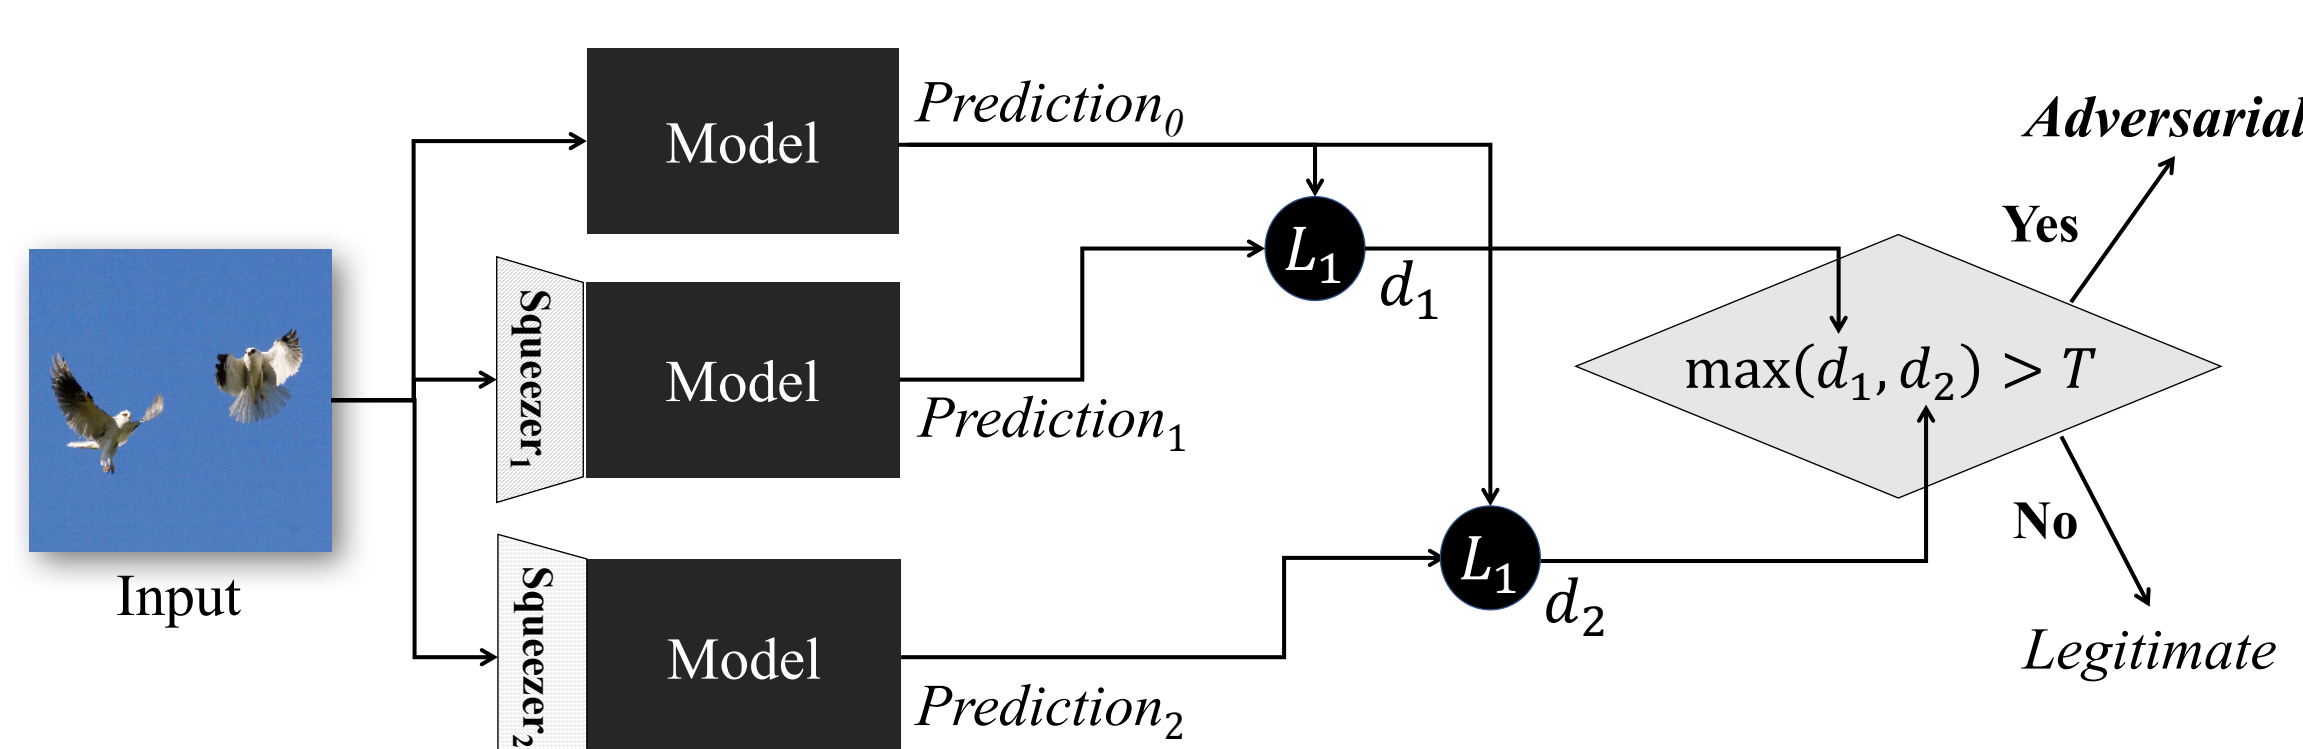 Prediction₀
Model
Adversarial
Yes
L₁
d₁
Squeezer₁
Model
max(d₁, d₂) > T
Prediction₁
No
L₁
d₂
Input
Squeezer₂
Model
Legitimate
Prediction₂